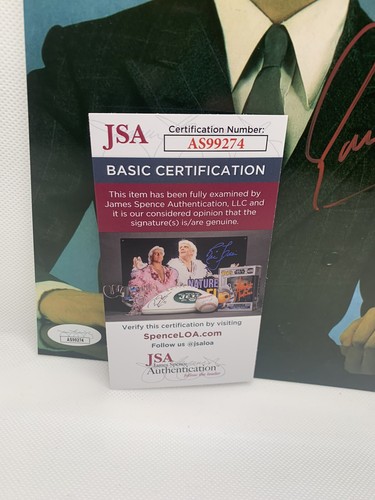 JSA
Certification Number:
AS99274
BASIC CERTIFICATION
This item has been fully examined by
James Spence Authentication, LLC and
it is our considered opinion that the
signature(s) is/are genuine.
Verify this certification by visiting
SpenceLOA.com
Follow us @jsaloa
JSA
James Spence
Authentication
AS99274